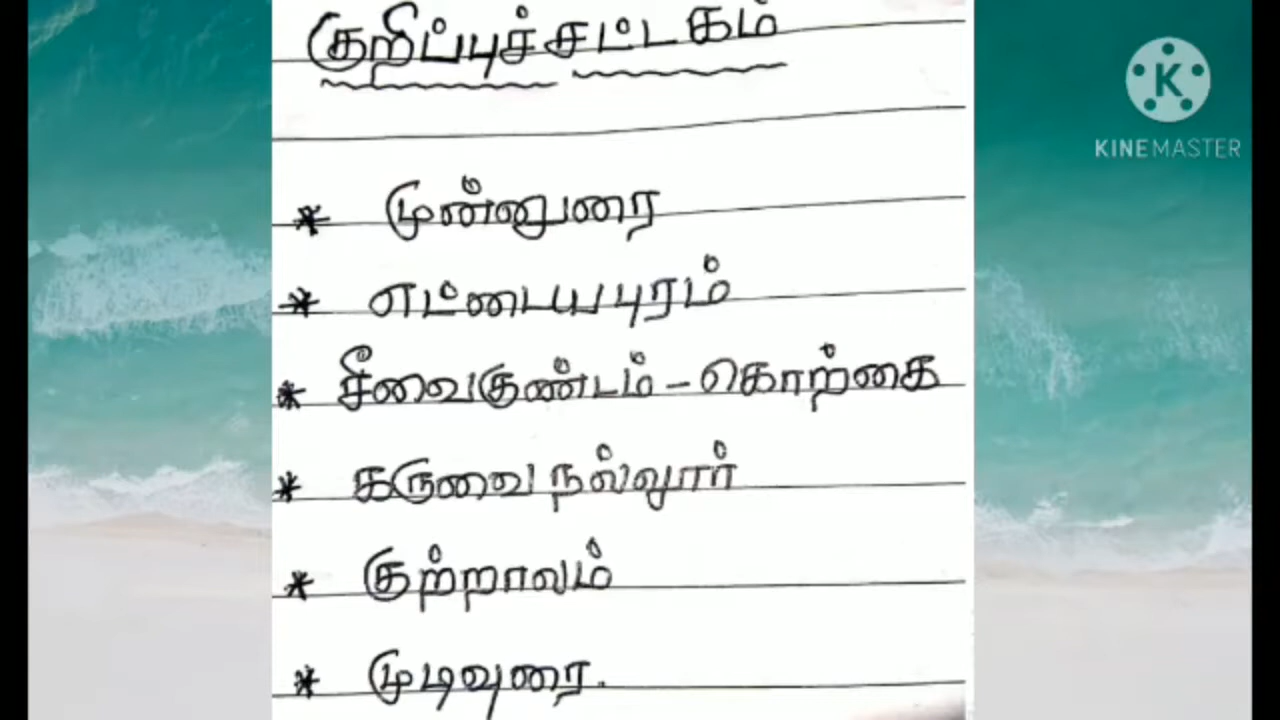 குறிப்புச் சட்டகம்
K
KINEMASTER
* முன்னுரை
* எட்டையபுரம்
* சீவைகுண்டம் - கொற்கை
* கருவை நல்லூர்
* குற்றாலம்
* முடிவுரை.